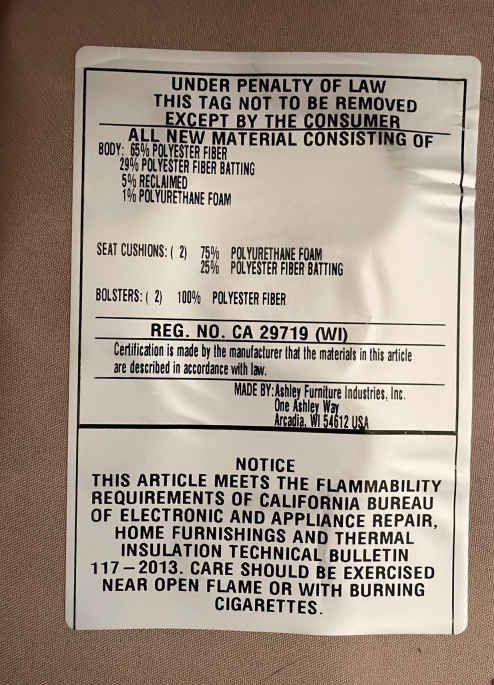 UNDER PENALTY OF LAW
THIS TAG NOT TO BE REMOVED
EXCEPT BY THE CONSUMER
ALL NEW MATERIAL CONSISTING OF
BODY: 65% POLYESTER FIBER
29% POLYESTER FIBER BATTING
5% RECLAIMED
1% POLYURETHANE FOAM
SEAT CUSHIONS: ( 2) 75% POLYURETHANE FOAM
25% POLYESTER FIBER BATTING
BOLSTERS: ( 2) 100% POLYESTER FIBER
REG. NO. CA 29719 (WI)
Certification is made by the manufacturer that the materials in this article
are described in accordance with law.
MADE BY:Ashley Furniture Industries, Inc.
One Ashley Way
Arcadia, WI 54612 USA
NOTICE
THIS ARTICLE MEETS THE FLAMMABILITY
REQUIREMENTS OF CALIFORNIA BUREAU
OF ELECTRONIC AND APPLIANCE REPAIR,
HOME FURNISHINGS AND THERMAL
INSULATION TECHNICAL BULLETIN
117–2013. CARE SHOULD BE EXERCISED
NEAR OPEN FLAME OR WITH BURNING
CIGARETTES.